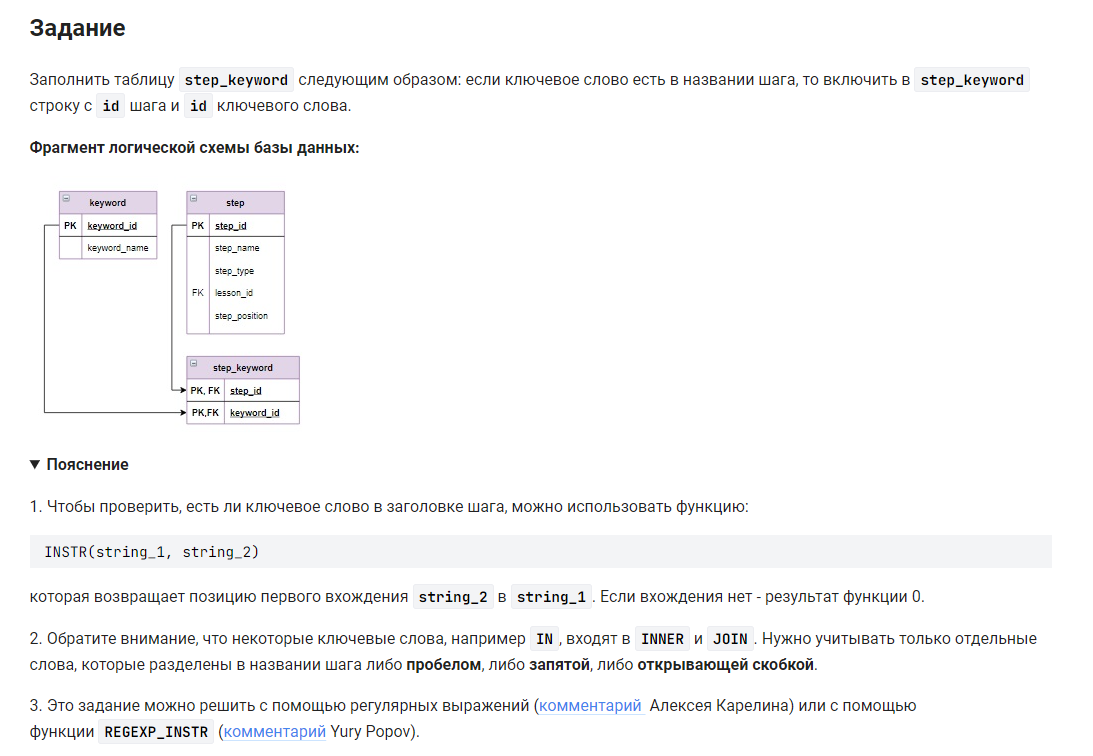 Задание
Заполнить таблицу step_keyword следующим образом: если ключевое слово есть в названии шага, то включить в step_keyword
строку с id шага и id ключевого слова.
Фрагмент логической схемы базы данных:
keyword
PK keyword_id
keyword_name
step
PK step_id
step_name
step_type
FK lesson_id
step_position
step_keyword
PK, FK step_id
PK,FK keyword_id
▼ Пояснение
1. Чтобы проверить, есть ли ключевое слово в заголовке шага, можно использовать функцию:
INSTR(string_1, string_2)
которая возвращает позицию первого вхождения string_2 в string_1. Если вхождения нет - результат функции 0.
2. Обратите внимание, что некоторые ключевые слова, например IN, входят в INNER и JOIN. Нужно учитывать только отдельные
слова, которые разделены в названии шага либо пробелом, либо запятой, либо открывающей скобкой.
3. Это задание можно решить с помощью регулярных выражений (комментарий Алексея Карелина) или с помощью
функции REGEXP_INSTR (комментарий Yury Popov).